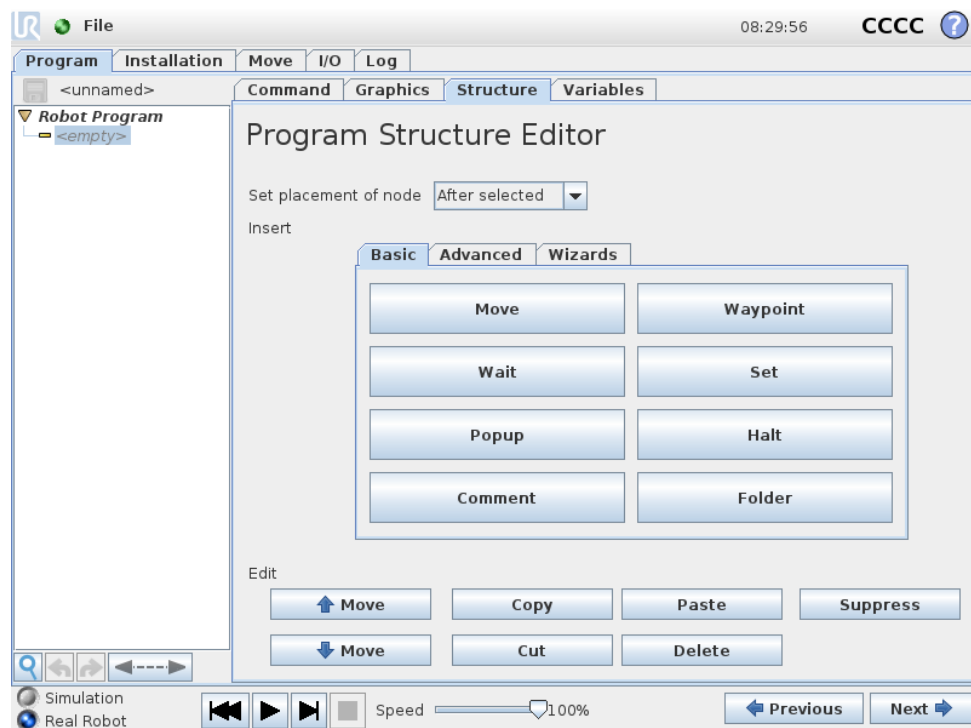 UR File 08:29:56 CCCC ?
Program Installation Move I/O Log
<unnamed>
Command Graphics Structure Variables
Robot Program
<empty>
Program Structure Editor
Set placement of node After selected
Insert
Basic Advanced Wizards
Move Waypoint
Wait Set
Popup Halt
Comment Folder
Edit
Move Copy Paste Suppress
Move Cut Delete
Simulation
Real Robot
Speed 100%
Previous Next